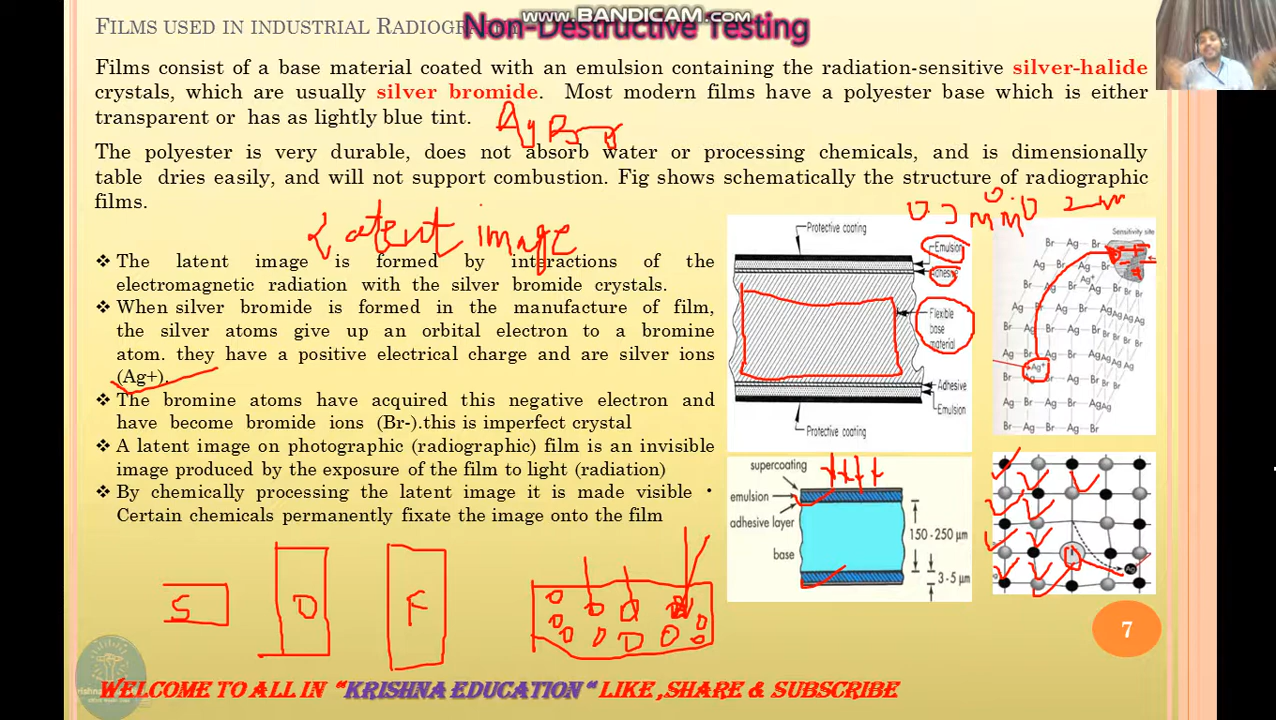 www.BANDICAM.com
FILMS USED IN INDUSTRIAL RADIOGRAPHY
Non-Destructive Testing
Films consist of a base material coated with an emulsion containing the radiation-sensitive silver-halide
crystals, which are usually silver bromide. Most modern films have a polyester base which is either
transparent or has as lightly blue tint.
AgBr
The polyester is very durable, does not absorb water or processing chemicals, and is dimensionally
table dries easily, and will not support combustion. Fig shows schematically the structure of radiographic
films.
Latent image
The latent image is formed by interactions of the
electromagnetic radiation with the silver bromide crystals.
When silver bromide is formed in the manufacture of film,
the silver atoms give up an orbital electron to a bromine
atom. they have a positive electrical charge and are silver ions
(Ag+).
The bromine atoms have acquired this negative electron and
have become bromide ions (Br-).this is imperfect crystal
A latent image on photographic (radiographic) film is an invisible
image produced by the exposure of the film to light (radiation)
By chemically processing the latent image it is made visible •
Certain chemicals permanently fixate the image onto the film
Protective coating
Emulsion
Adhesive
Flexible
base
material
Adhesive
Emulsion
Protective coating
Sensitivity site
Br Ag Br
supercoating
emulsion
adhesive layer
base
150 - 250 µm
3 - 5 µm
S
D
F
7
WELCOME TO ALL IN “KRISHNA EDUCATION“ LIKE ,SHARE & SUBSCRIBE